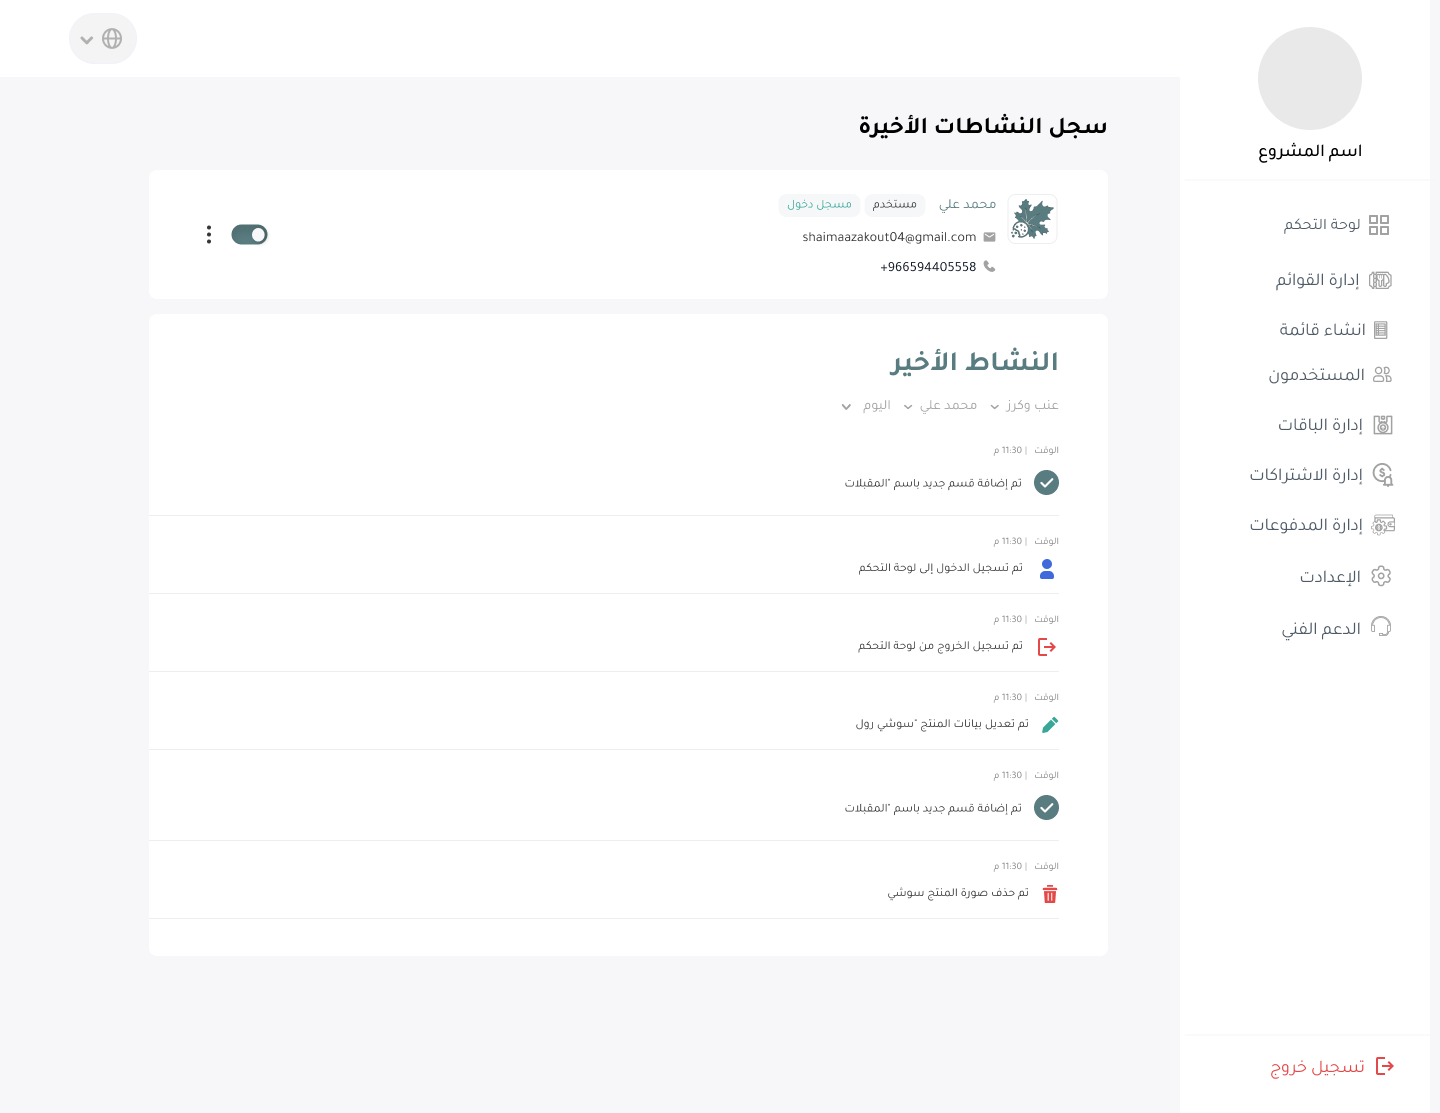 اسم المشروع
لوحة التحكم
إدارة القوائم
انشاء قائمة
المستخدمون
إدارة الباقات
إدارة الاشتراكات
إدارة المدفوعات
الإعدادت
الدعم الفني
تسجيل خروج
سجل النشاطات الأخيرة
محمد علي مستخدم مسجل دخول
shaimaazakout04@gmail.com
+966594405558
النشاط الأخير
عنب وكرز محمد علي اليوم
الوقت | 11:30 م
تم إضافة قسم جديد باسم "المقبلات
الوقت | 11:30 م
تم تسجيل الدخول إلى لوحة التحكم
الوقت | 11:30 م
تم تسجيل الخروج من لوحة التحكم
الوقت | 11:30 م
تم تعديل بيانات المنتج "سوشي رول
الوقت | 11:30 م
تم إضافة قسم جديد باسم "المقبلات
الوقت | 11:30 م
تم حذف صورة المنتج سوشي